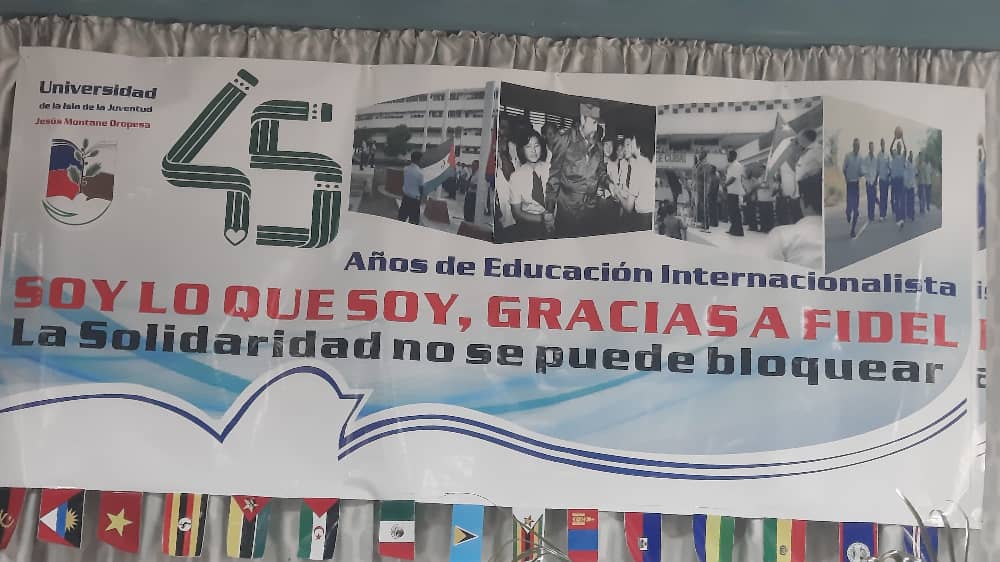 Universidad
de la Isla de la Juventud
Jesús Montane Oropesa
45
Años de Educación Internacionalista
SOY LO QUE SOY, GRACIAS A FIDEL
La Solidaridad no se puede bloquear